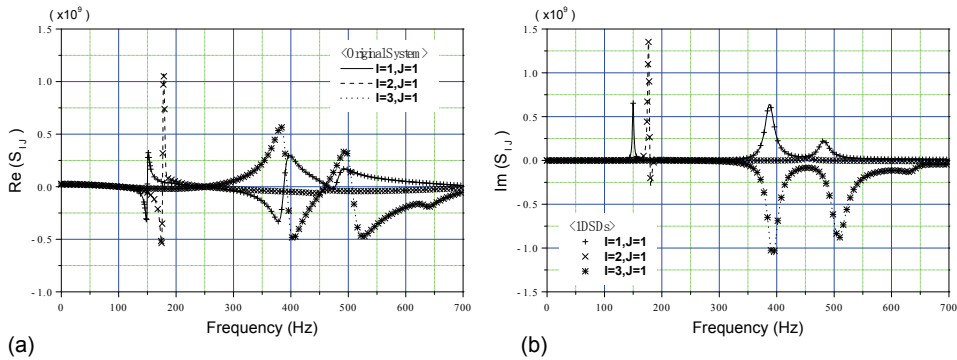 (×10⁹)
1.5
1.0
0.5
0.0
-0.5
-1.0
Re (S_IJ)
<OriginalSystem>
I=1,J=1
I=2,J=1
I=3,J=1
0 100 200 300 400 500 600 700
Frequency (Hz)
(a)
(×10⁹)
1.5
1.0
0.5
0.0
-0.5
-1.0
-1.5
Im (S_IJ)
<1DSDs>
I=1,J=1
I=2,J=1
I=3,J=1
0 100 200 300 400 500 600 700
Frequency (Hz)
(b)